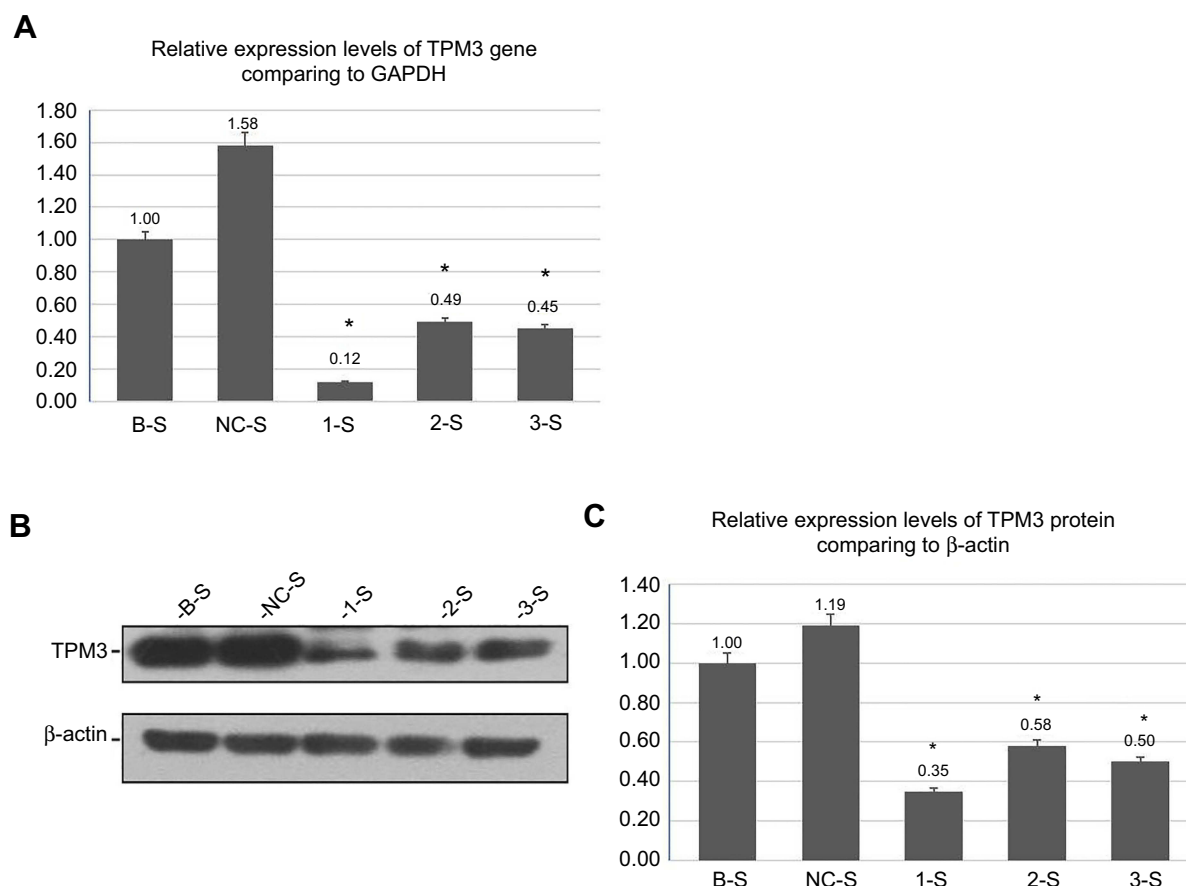 A
Relative expression levels of TPM3 gene
comparing to GAPDH
1.80
1.60
1.40
1.20
1.00
0.80
0.60
0.40
0.20
0.00
1.00
1.58
*
0.12
*
0.49
*
0.45
B-S NC-S 1-S 2-S 3-S
B
-B-S -NC-S -1-S -2-S -3-S
TPM3-
β-actin-
C
Relative expression levels of TPM3 protein
comparing to β-actin
1.40
1.20
1.00
0.80
0.60
0.40
0.20
0.00
1.00
1.19
*
0.35
*
0.58
*
0.50
B-S NC-S 1-S 2-S 3-S